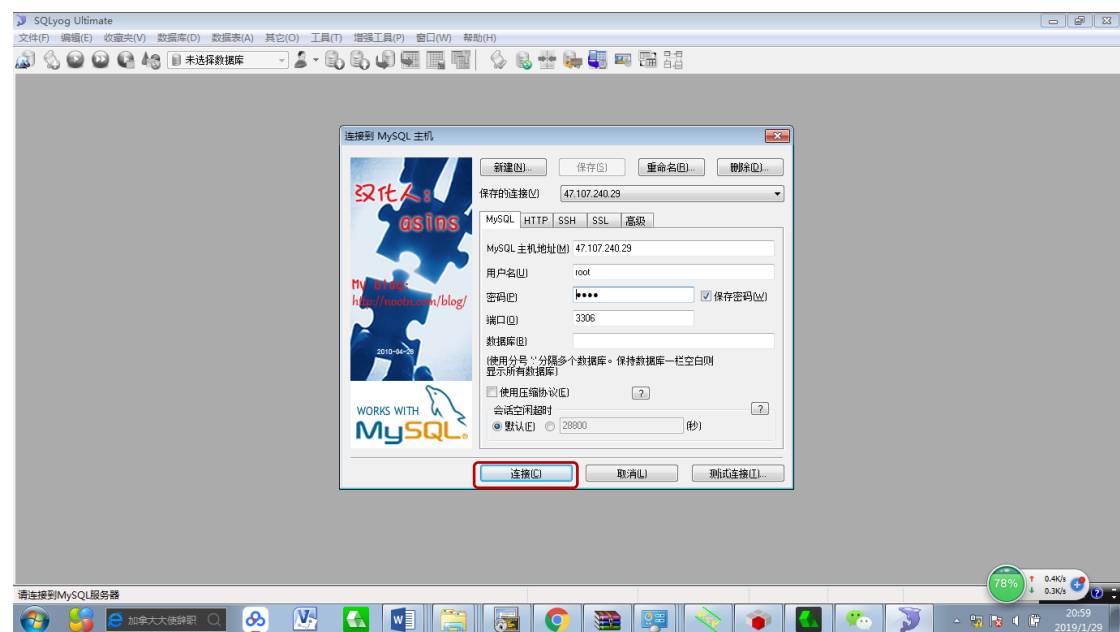 SQLyog Ultimate
文件(F) 编辑(E) 收藏夹(V) 数据库(D) 数据表(A) 其它(O) 工具(T) 增强工具(P) 窗口(W) 帮助(H)
未选择数据库
连接到 MySQL 主机
新建(N)... 保存(S) 重命名(R)... 删除(D)...
保存的连接(V) 47.107.240.29
汉化人:
asins
MySQL HTTP SSH SSL 高级
MySQL 主机地址(M) 47.107.240.29
用户名(U) root
My blog:
http://nootn.com/blog/
密码(P) •••• 保存密码(W)
端口(O) 3306
数据库(B)
2010-04-28
(使用分号 ';' 分隔多个数据库。保持数据库一栏空白则
显示所有数据库)
使用压缩协议(E) ?
会话空闲超时 ?
默认(F) 28800 (秒)
WORKS WITH
MySQL®
连接(C) 取消(L) 测试连接(T)...
78% 0.4K/s
0.3K/s
请连接到MySQL服务器
加拿大大使辞职
20:59
2019/1/29